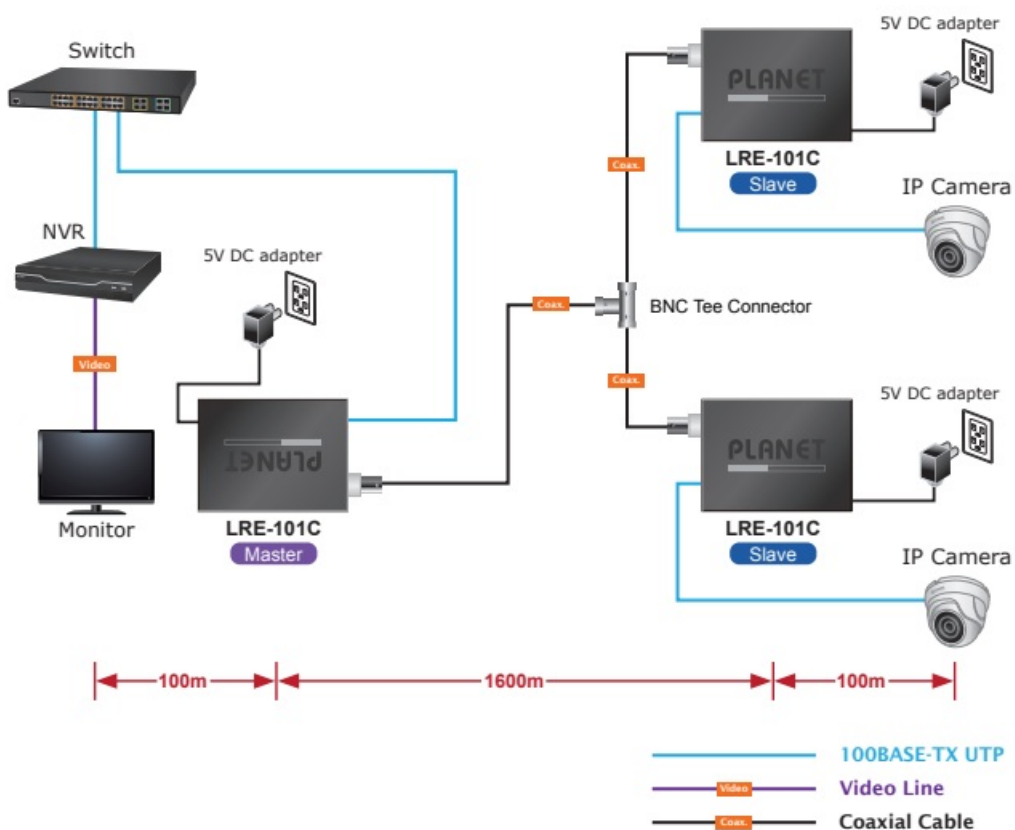 Switch
5V DC adapter
PLANET
LRE-101C
Slave
IP Camera
Coax.
NVR
5V DC adapter
Coax.
BNC Tee Connector
Video
Coax.
5V DC adapter
PLANET
PLANET
Monitor
LRE-101C
Master
LRE-101C
Slave
IP Camera
100m
1600m
100m
100BASE-TX UTP
Video
Video Line
Coax.
Coaxial Cable